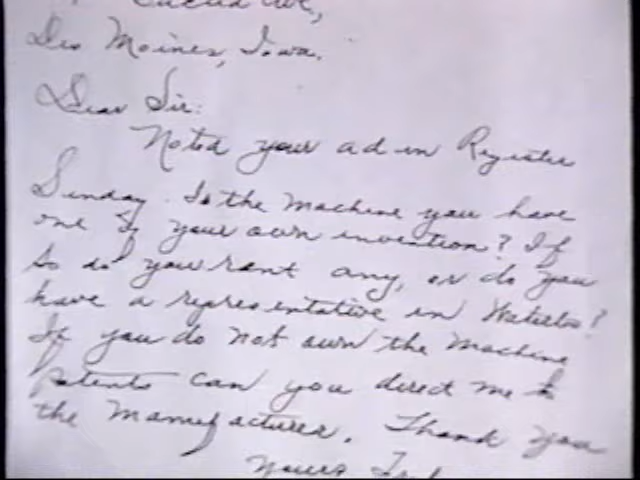 Euclid Ave.,
Des Moines, Iowa.
Dear Sir:
Noted your ad in Register
Sunday. Is the machine you have
one of your own invention? If
so do you rent any, or do you
have a representative in Waterloo?
If you do not own the machine
patents can you direct me to
the manufacturer. Thank you
Yours